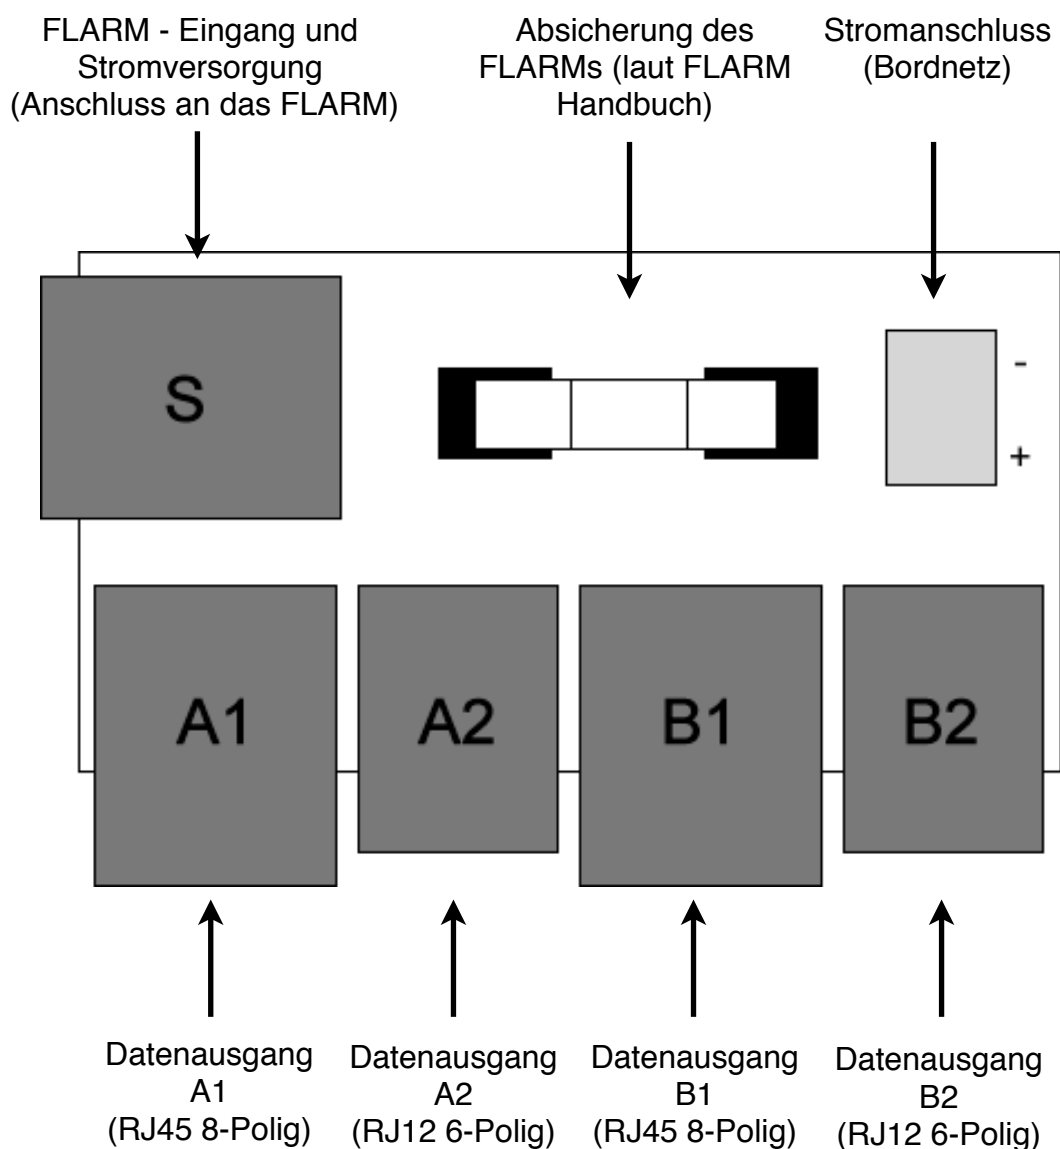 FLARM - Eingang und
Stromversorgung
(Anschluss an das FLARM)
Absicherung des
FLARMs (laut FLARM
Handbuch)
Stromanschluss
(Bordnetz)
S
-
+
A1
A2
B1
B2
Datenausgang
A1
(RJ45 8-Polig)
Datenausgang
A2
(RJ12 6-Polig)
Datenausgang
B1
(RJ45 8-Polig)
Datenausgang
B2
(RJ12 6-Polig)